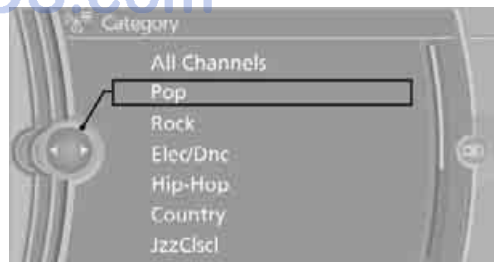 Category
All Channels
Pop
Rock
Elec/Dnc
Hip-Hop
Country
JzzClscl